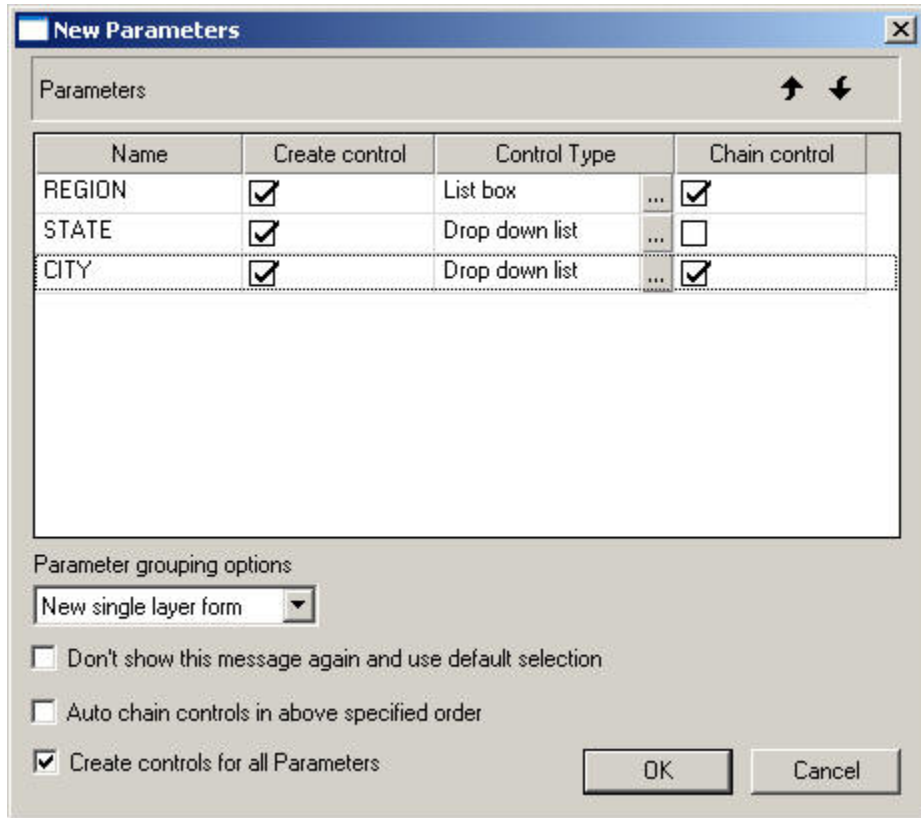 New Parameters
Parameters
Name Create control Control Type Chain control
REGION List box ...
STATE Drop down list ...
CITY Drop down list ...
Parameter grouping options
New single layer form
Don't show this message again and use default selection
Auto chain controls in above specified order
Create controls for all Parameters
OK Cancel